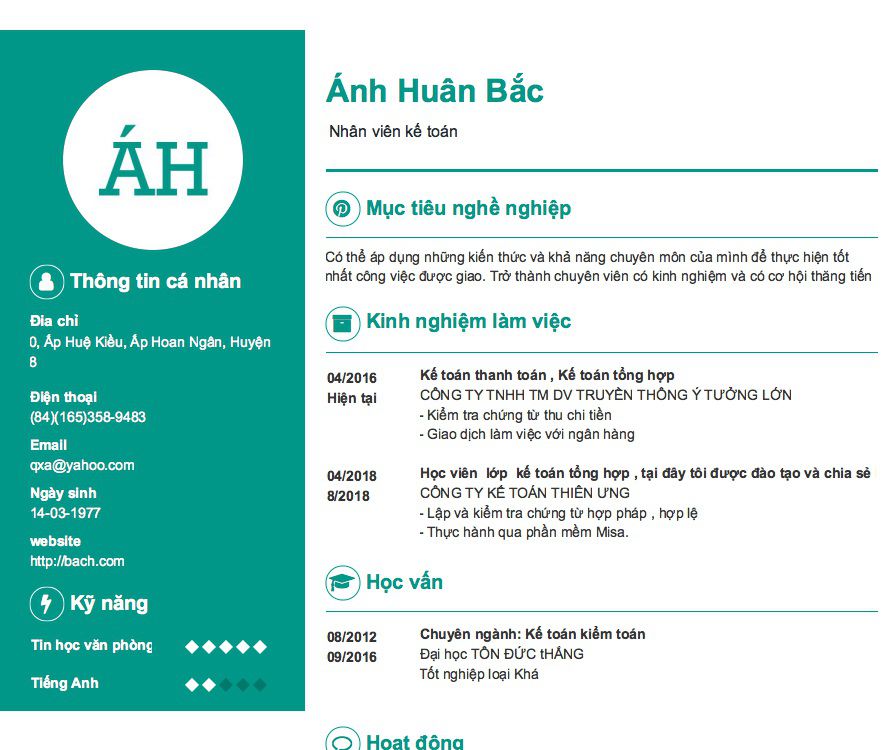 ÁH
Thông tin cá nhân
Địa chỉ
0, Ấp Huệ Kiều, Ấp Hoan Ngân, Huyện
8
Điện thoại
(84)(165)358-9483
Email
qxa@yahoo.com
Ngày sinh
14-03-1977
website
http://bach.com
Kỹ năng
Tin học văn phòng
Tiếng Anh
Ánh Huân Bắc
Nhân viên kế toán
Mục tiêu nghề nghiệp
Có thể áp dụng những kiến thức và khả năng chuyên môn của mình để thực hiện tốt
nhất công việc được giao. Trở thành chuyên viên có kinh nghiệm và có cơ hội thăng tiến
Kinh nghiệm làm việc
04/2016
Hiện tại
Kế toán thanh toán , Kế toán tổng hợp
CÔNG TY TNHH TM DV TRUYỀN THÔNG Ý TƯỞNG LỚN
- Kiểm tra chứng từ thu chi tiền
- Giao dịch làm việc với ngân hàng
04/2018
8/2018
Học viên lớp kế toán tổng hợp , tại đây tôi được đào tạo và chia sẻ
CÔNG TY KẾ TOÁN THIÊN ƯNG
- Lập và kiểm tra chứng từ hợp pháp , hợp lệ
- Thực hành qua phần mềm Misa.
Học vấn
08/2012
09/2016
Chuyên ngành: Kế toán kiểm toán
Đại học TÔN ĐỨC tHẮNG
Tốt nghiệp loại Khá
Hoạt động